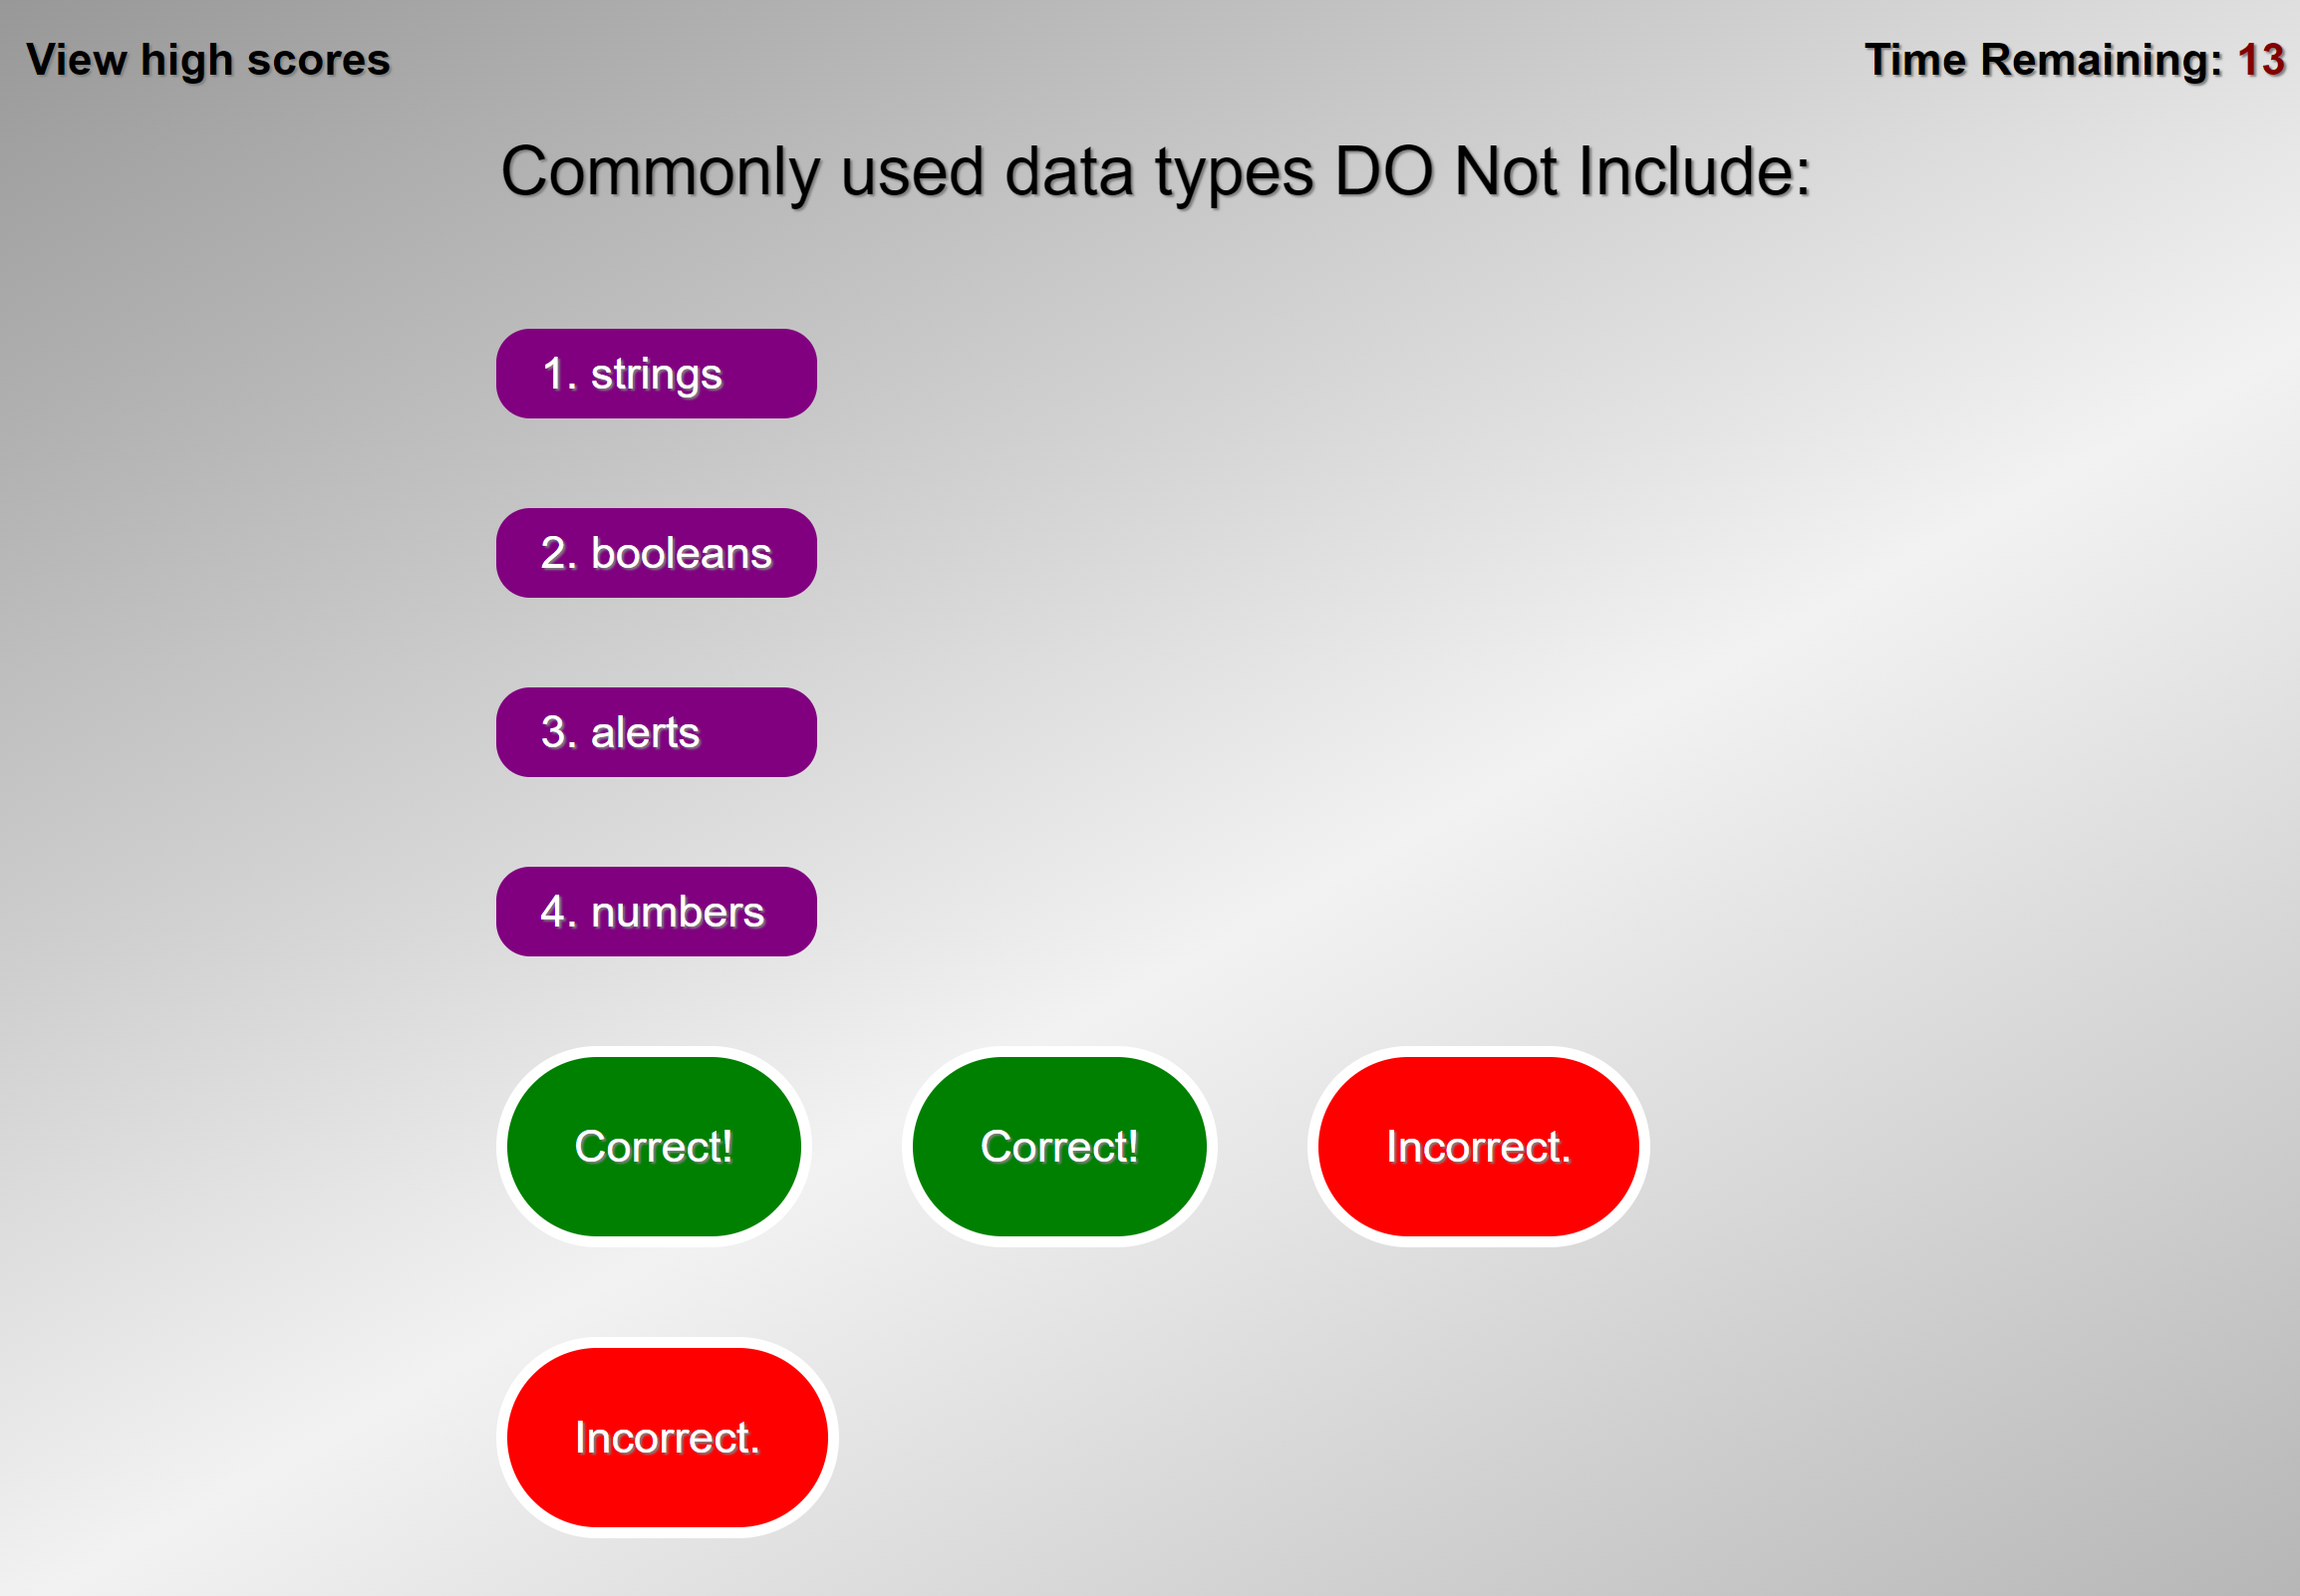 View high scores
Time Remaining: 13
Commonly used data types DO Not Include:
1. strings
2. booleans
3. alerts
4. numbers
Correct!
Correct!
Incorrect.
Incorrect.